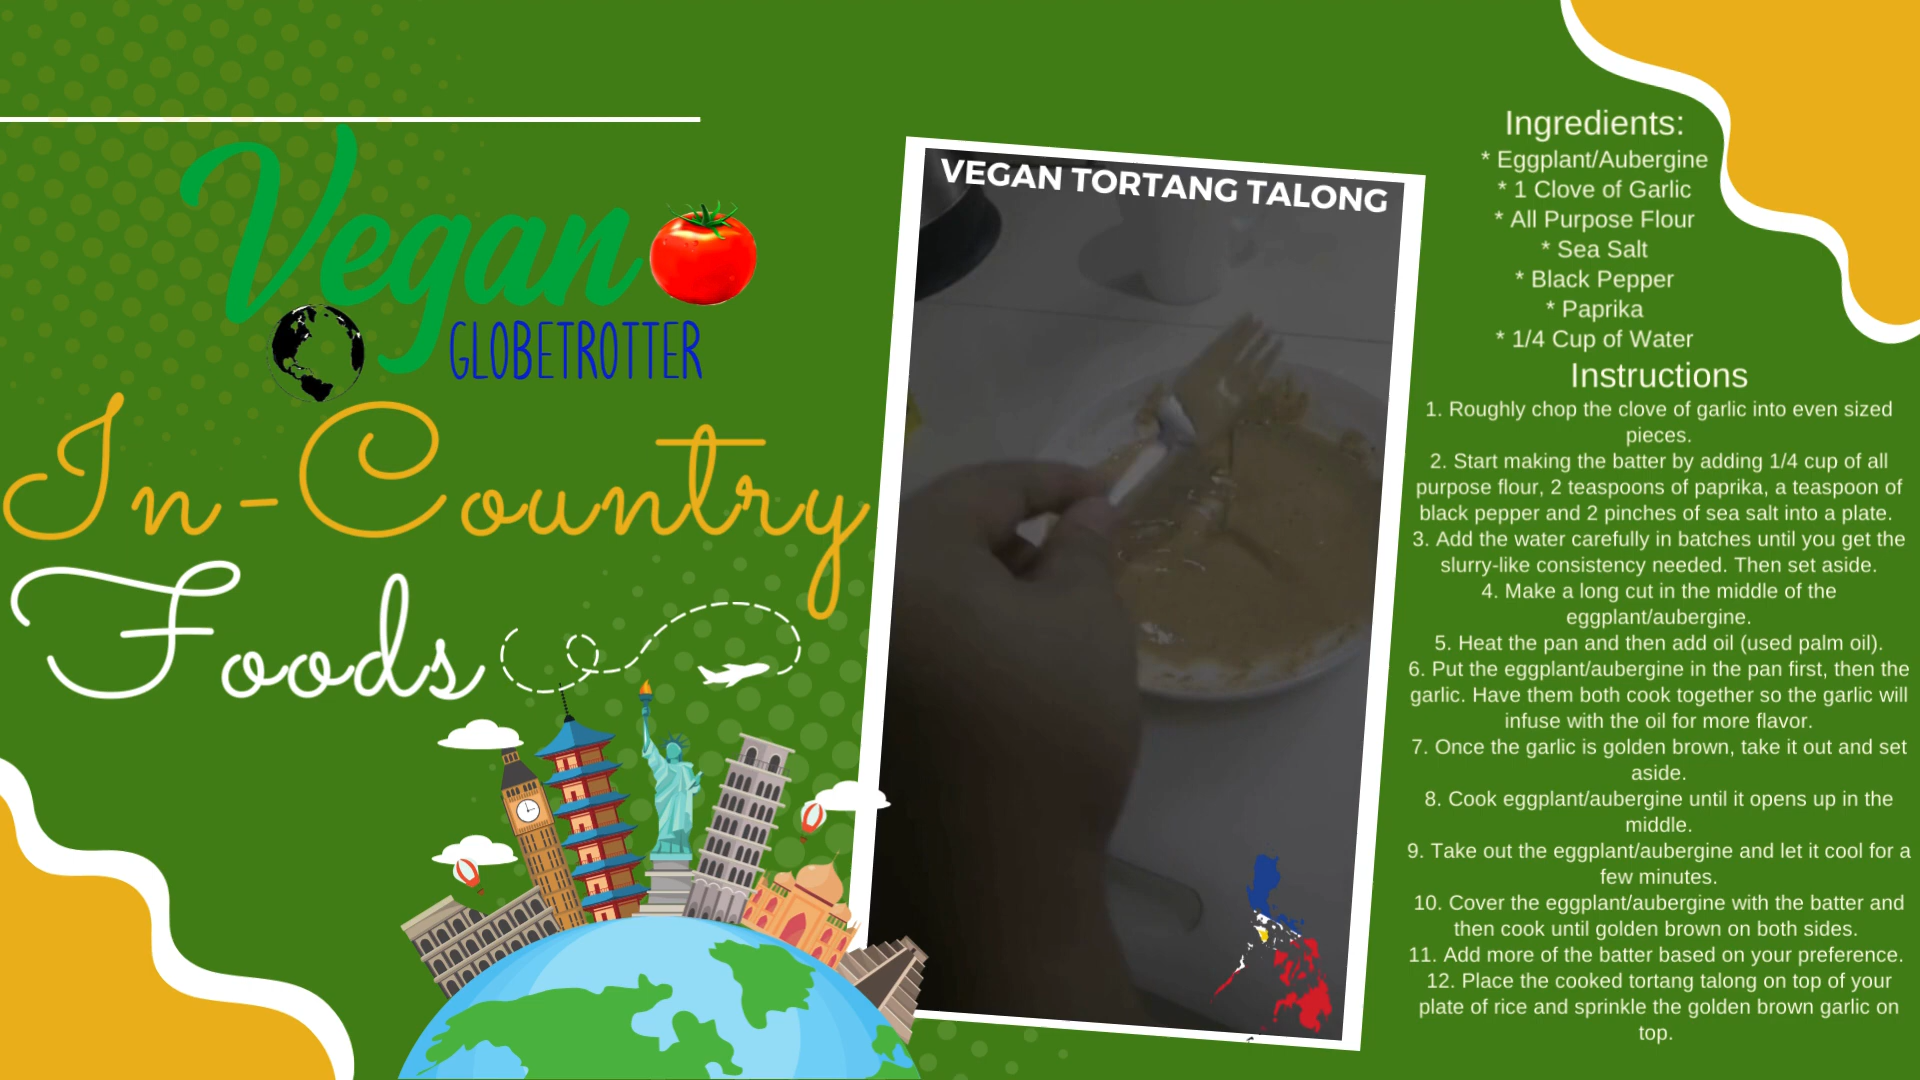 Vegan
GLOBETROTTER
In-Country
Foods
VEGAN TORTANG TALONG
Ingredients:
* Eggplant/Aubergine
* 1 Clove of Garlic
* All Purpose Flour
* Sea Salt
* Black Pepper
* Paprika
* 1/4 Cup of Water
Instructions
1. Roughly chop the clove of garlic into even sized
pieces.
2. Start making the batter by adding 1/4 cup of all
purpose flour, 2 teaspoons of paprika, a teaspoon of
black pepper and 2 pinches of sea salt into a plate.
3. Add the water carefully in batches until you get the
slurry-like consistency needed. Then set aside.
4. Make a long cut in the middle of the
eggplant/aubergine.
5. Heat the pan and then add oil (used palm oil).
6. Put the eggplant/aubergine in the pan first, then the
garlic. Have them both cook together so the garlic will
infuse with the oil for more flavor.
7. Once the garlic is golden brown, take it out and set
aside.
8. Cook eggplant/aubergine until it opens up in the
middle.
9. Take out the eggplant/aubergine and let it cool for a
few minutes.
10. Cover the eggplant/aubergine with the batter and
then cook until golden brown on both sides.
11. Add more of the batter based on your preference.
12. Place the cooked tortang talong on top of your
plate of rice and sprinkle the golden brown garlic on
top.